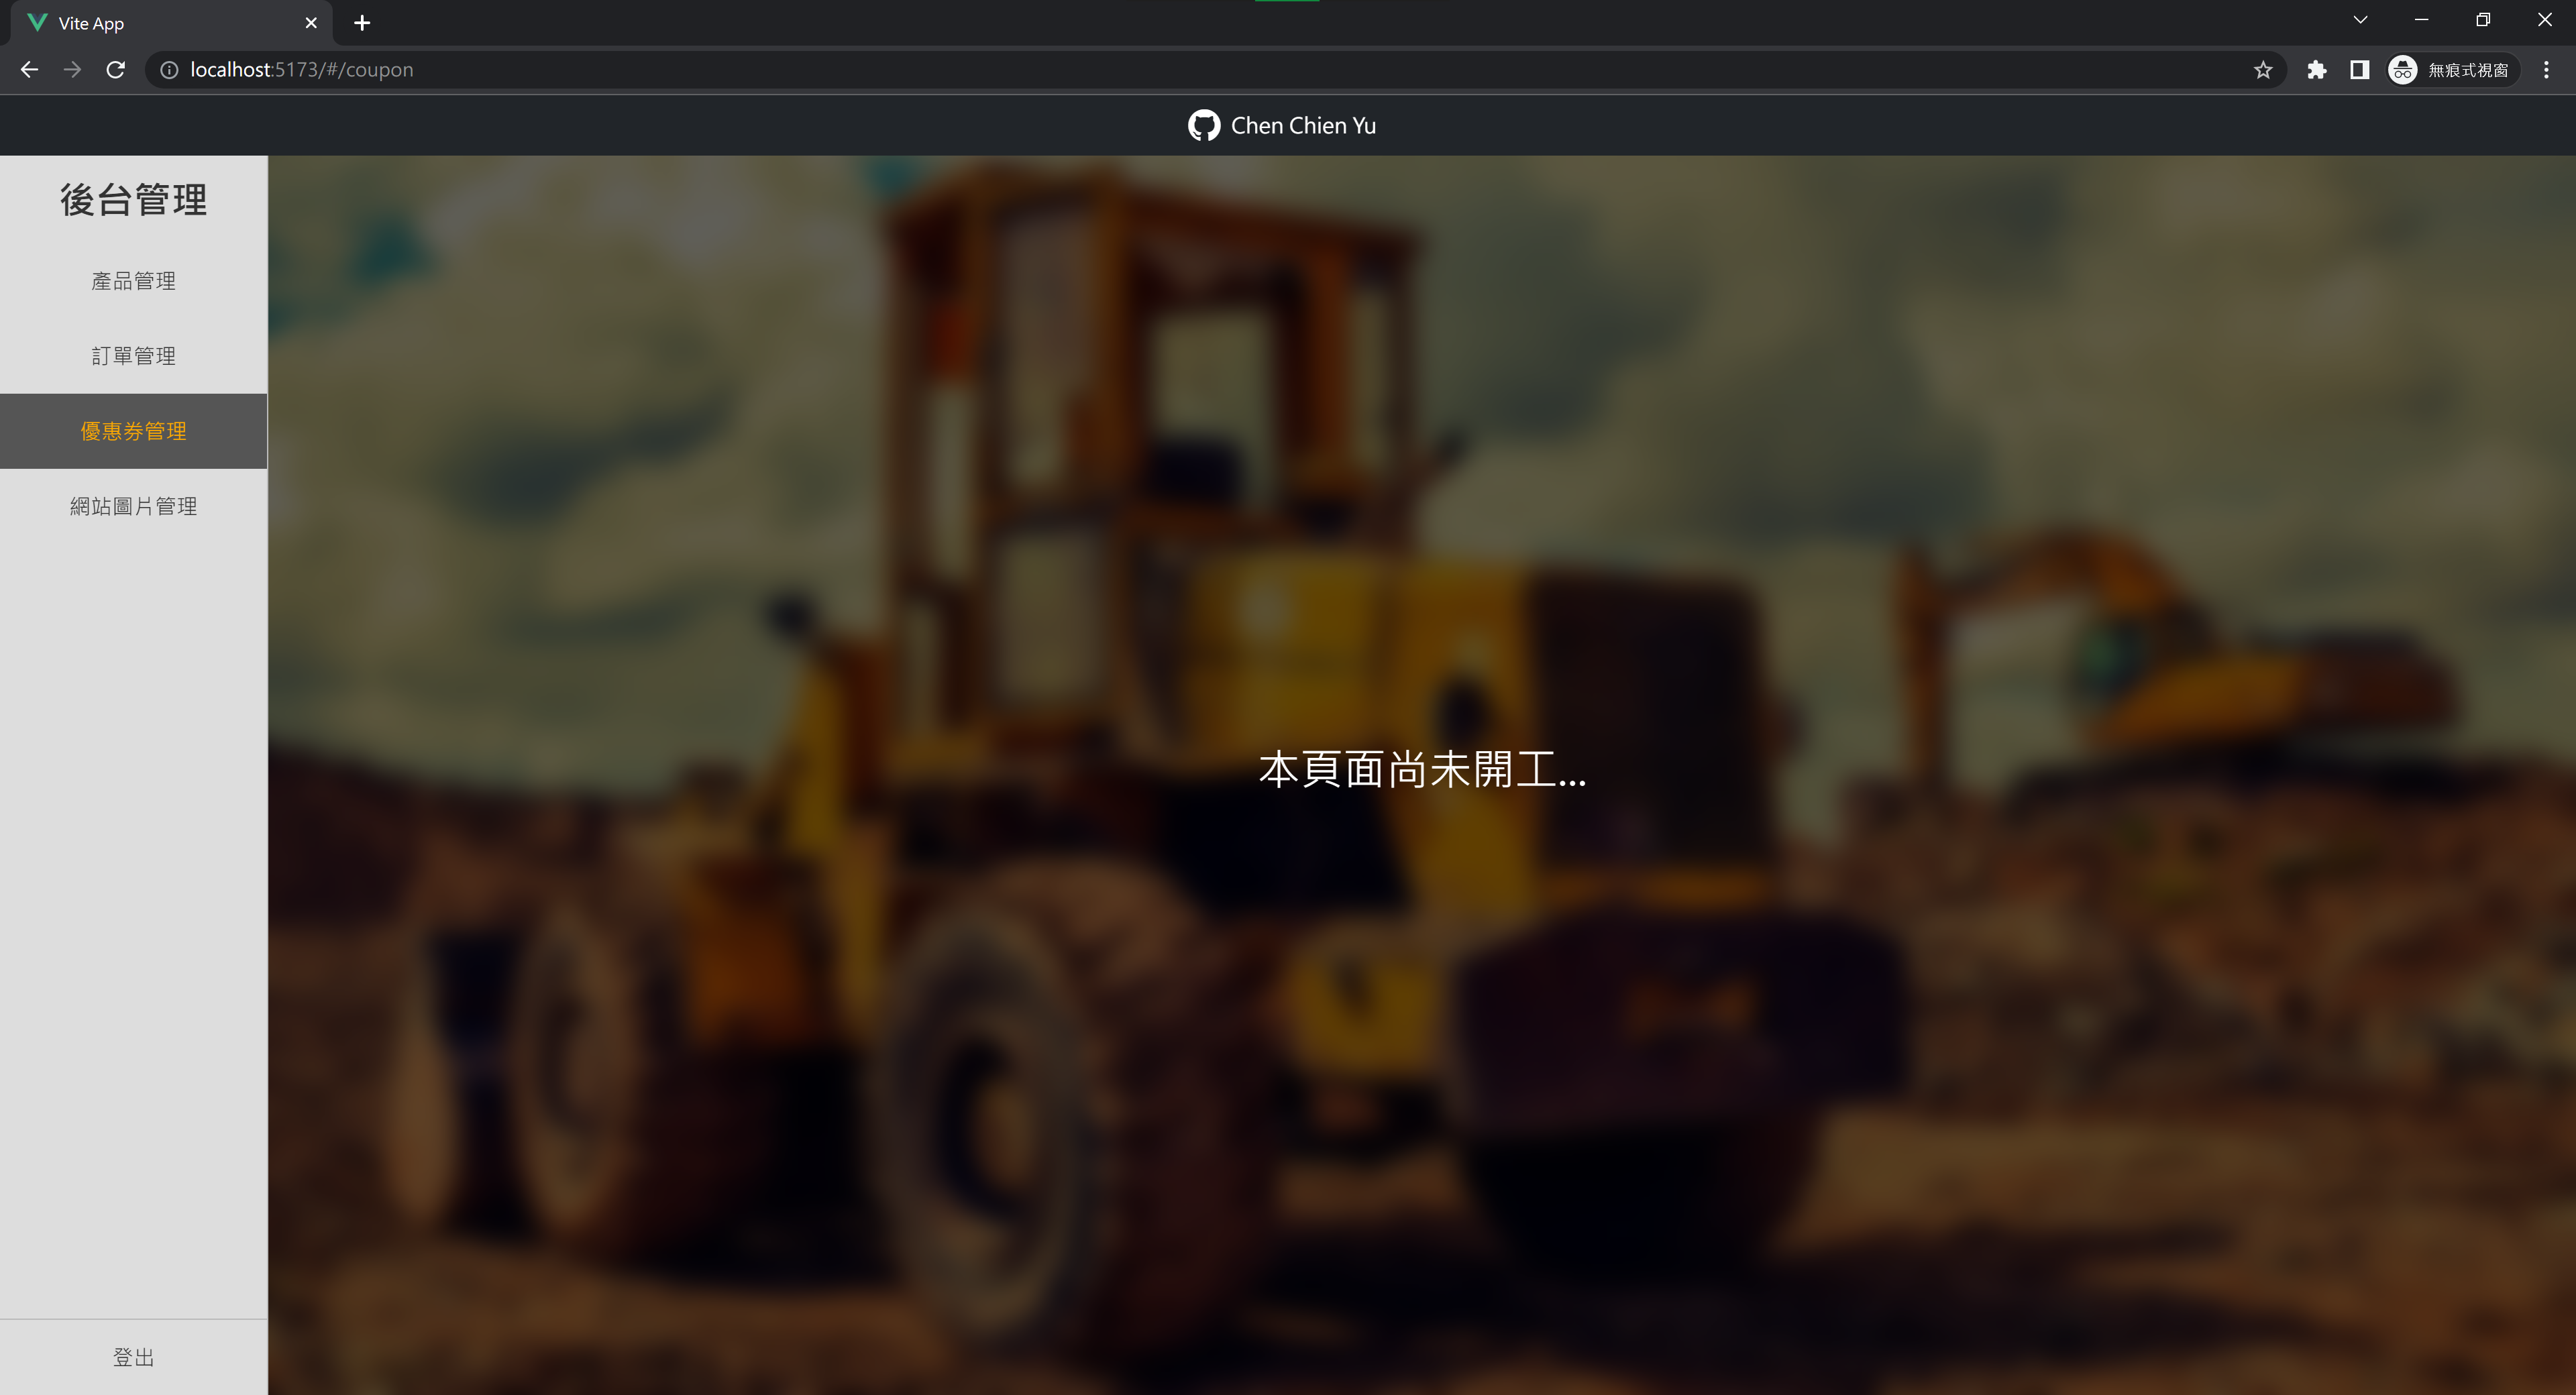 Vite App
localhost:5173/#/coupon
無痕式視窗
Chen Chien Yu
後台管理
產品管理
訂單管理
優惠券管理
網站圖片管理
本頁面尚未開工...
登出